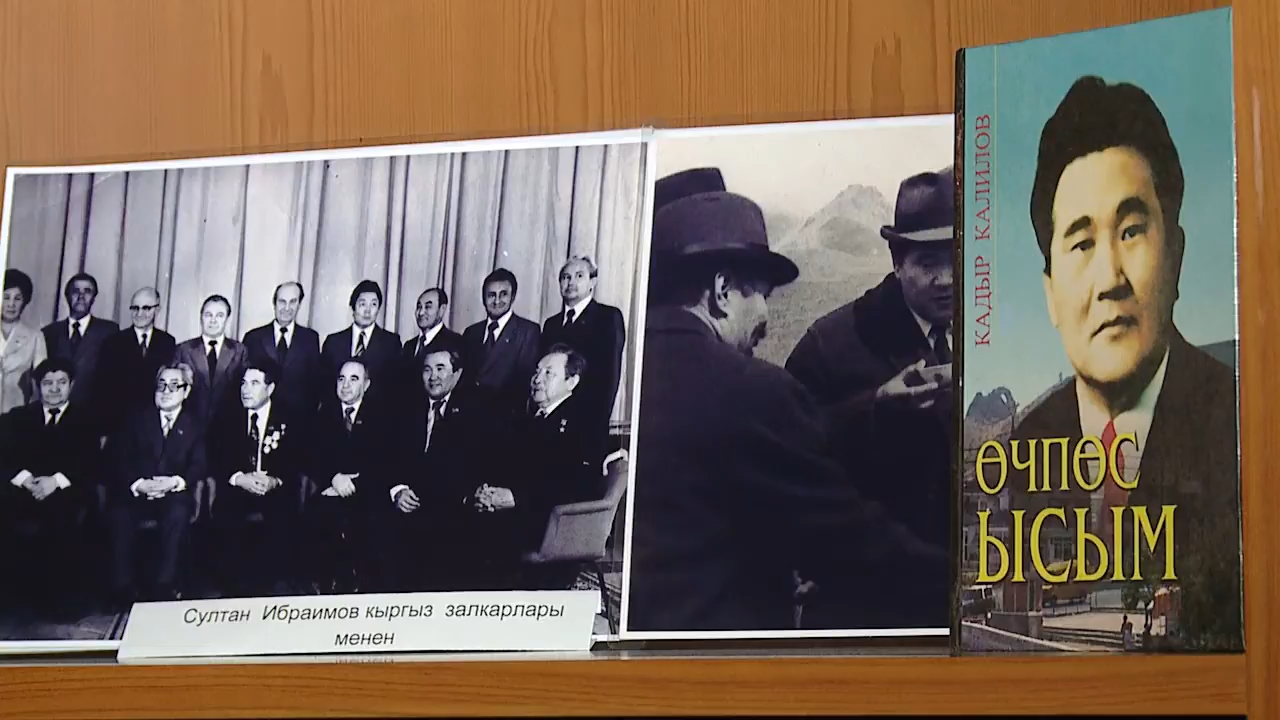 Султан Ибраимов кыргыз залкарлары
менен
КАДЫР КАЛИЛОВ
ӨЧПӨС
ЫСЫМ